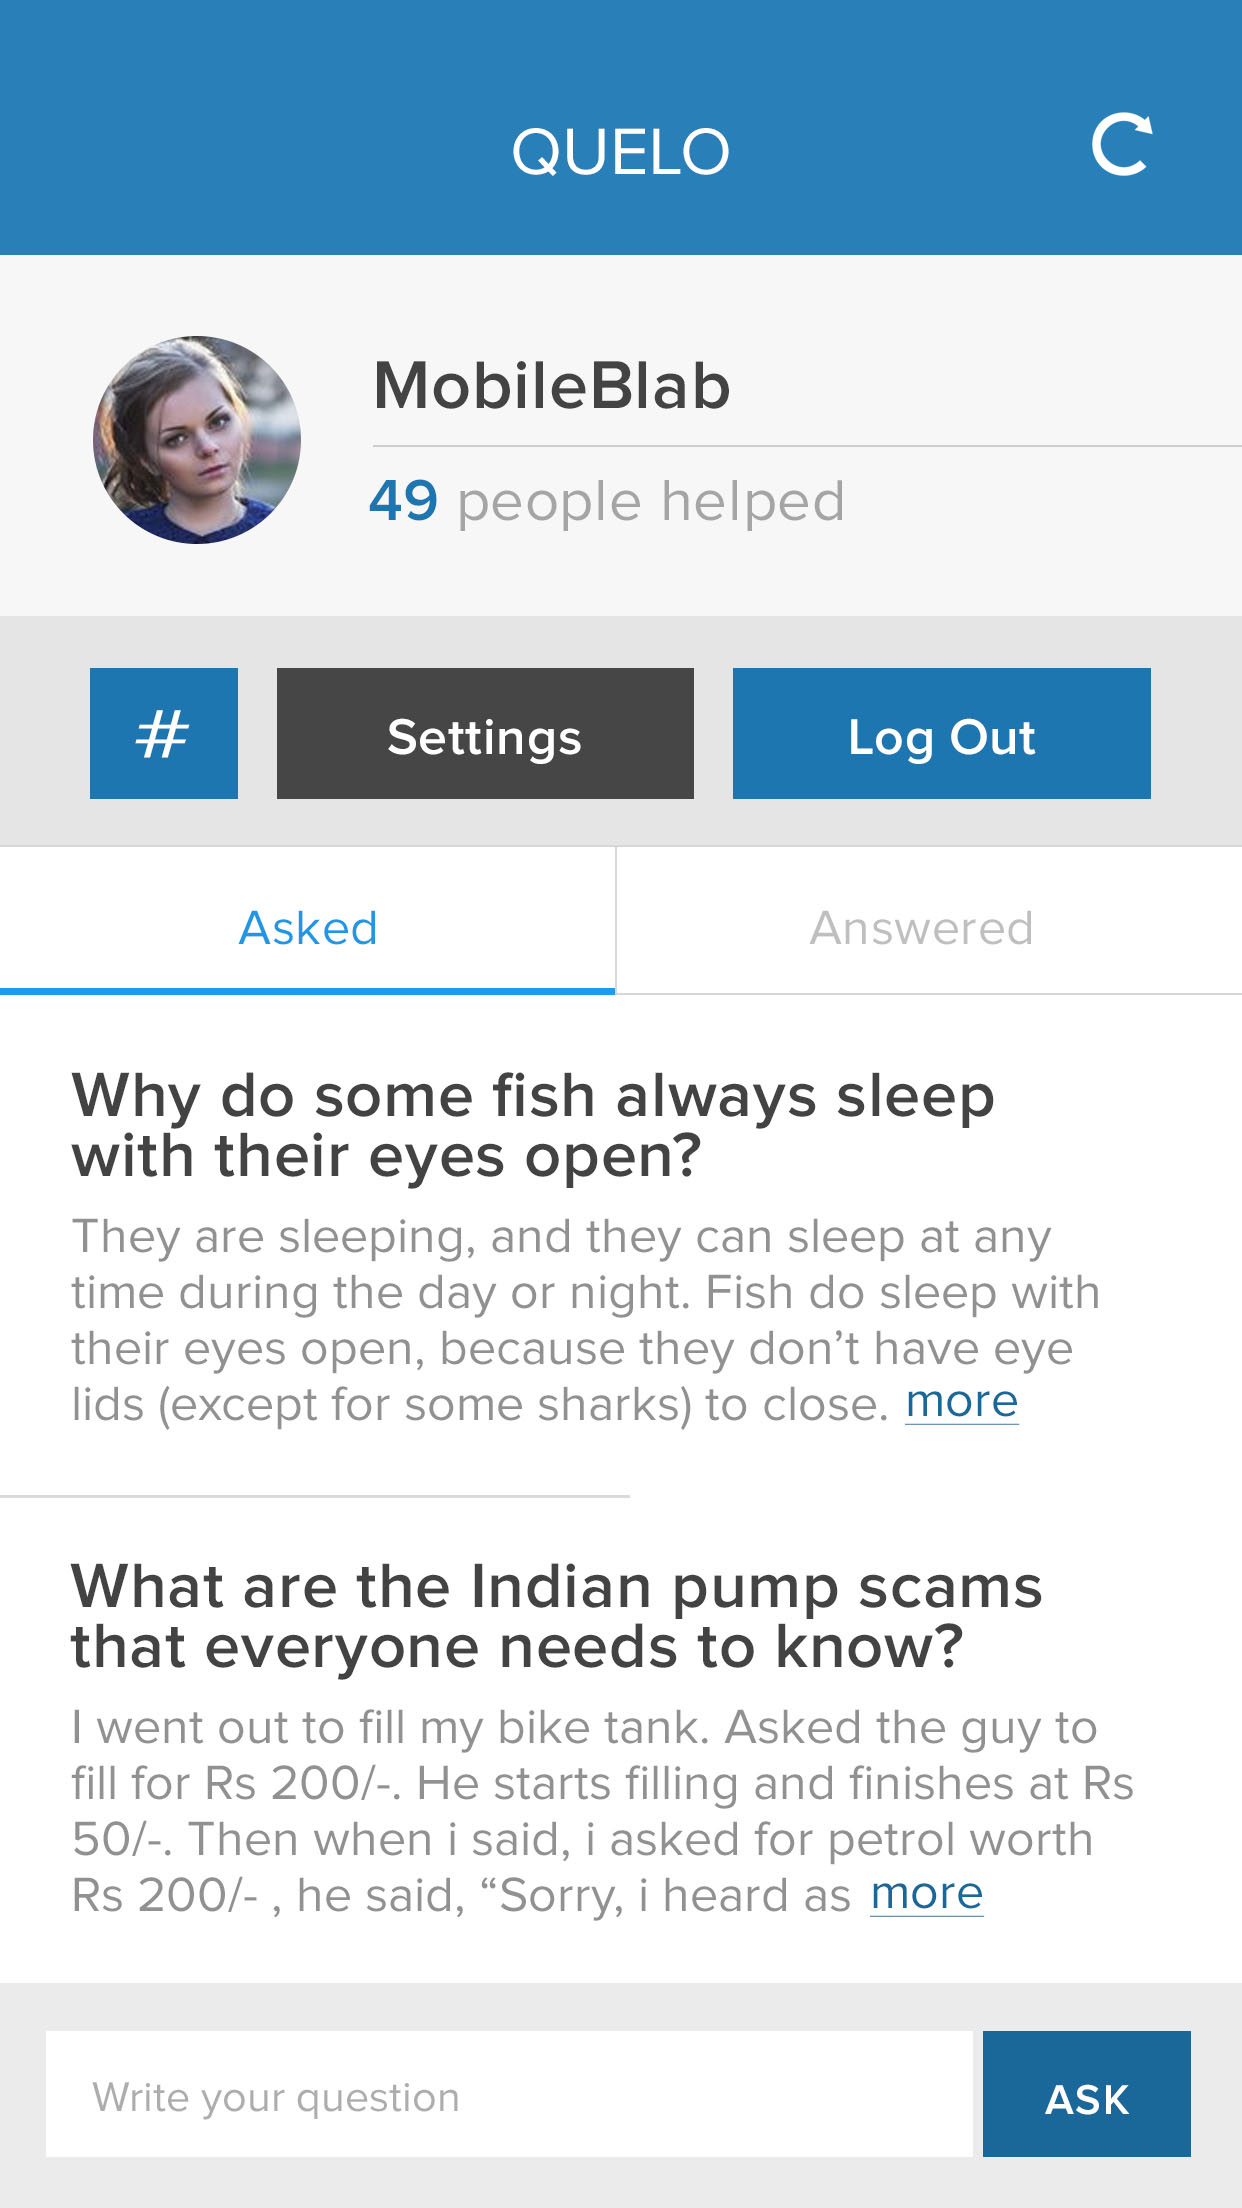 QUELO
MobileBlab
49 people helped
#
Settings
Log Out
Asked
Answered
Why do some fish always sleep
with their eyes open?
They are sleeping, and they can sleep at any
time during the day or night. Fish do sleep with
their eyes open, because they don’t have eye
lids (except for some sharks) to close. more
What are the Indian pump scams
that everyone needs to know?
I went out to fill my bike tank. Asked the guy to
fill for Rs 200/-. He starts filling and finishes at Rs
50/-. Then when i said, i asked for petrol worth
Rs 200/- , he said, “Sorry, i heard as more
Write your question
ASK